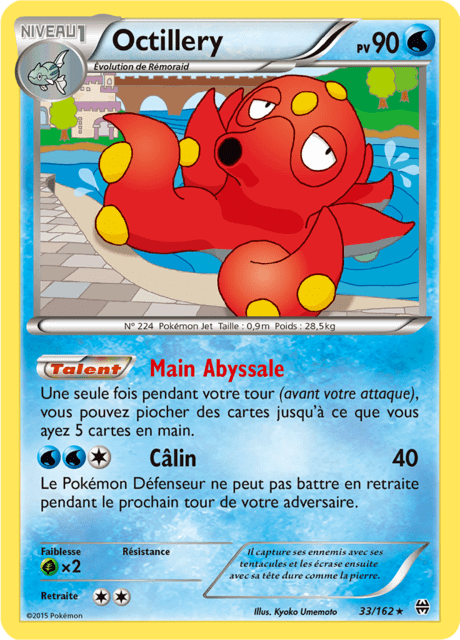 NIVEAU 1
Octillery
PV 90
Évolution de Rémoraid
N° 224 Pokémon Jet Taille : 0,9m Poids : 28,5kg
Talent Main Abyssale
Une seule fois pendant votre tour (avant votre attaque),
vous pouvez piocher des cartes jusqu'à ce que vous
ayez 5 cartes en main.
Câlin 40
Le Pokémon Défenseur ne peut pas battre en retraite
pendant le prochain tour de votre adversaire.
Faiblesse Résistance
×2
Retraite
Il capture ses ennemis avec ses
tentacules et les écrase ensuite
avec sa tête dure comme la pierre.
©2015 Pokémon
Illus. Kyoko Umemoto 33/162 ★